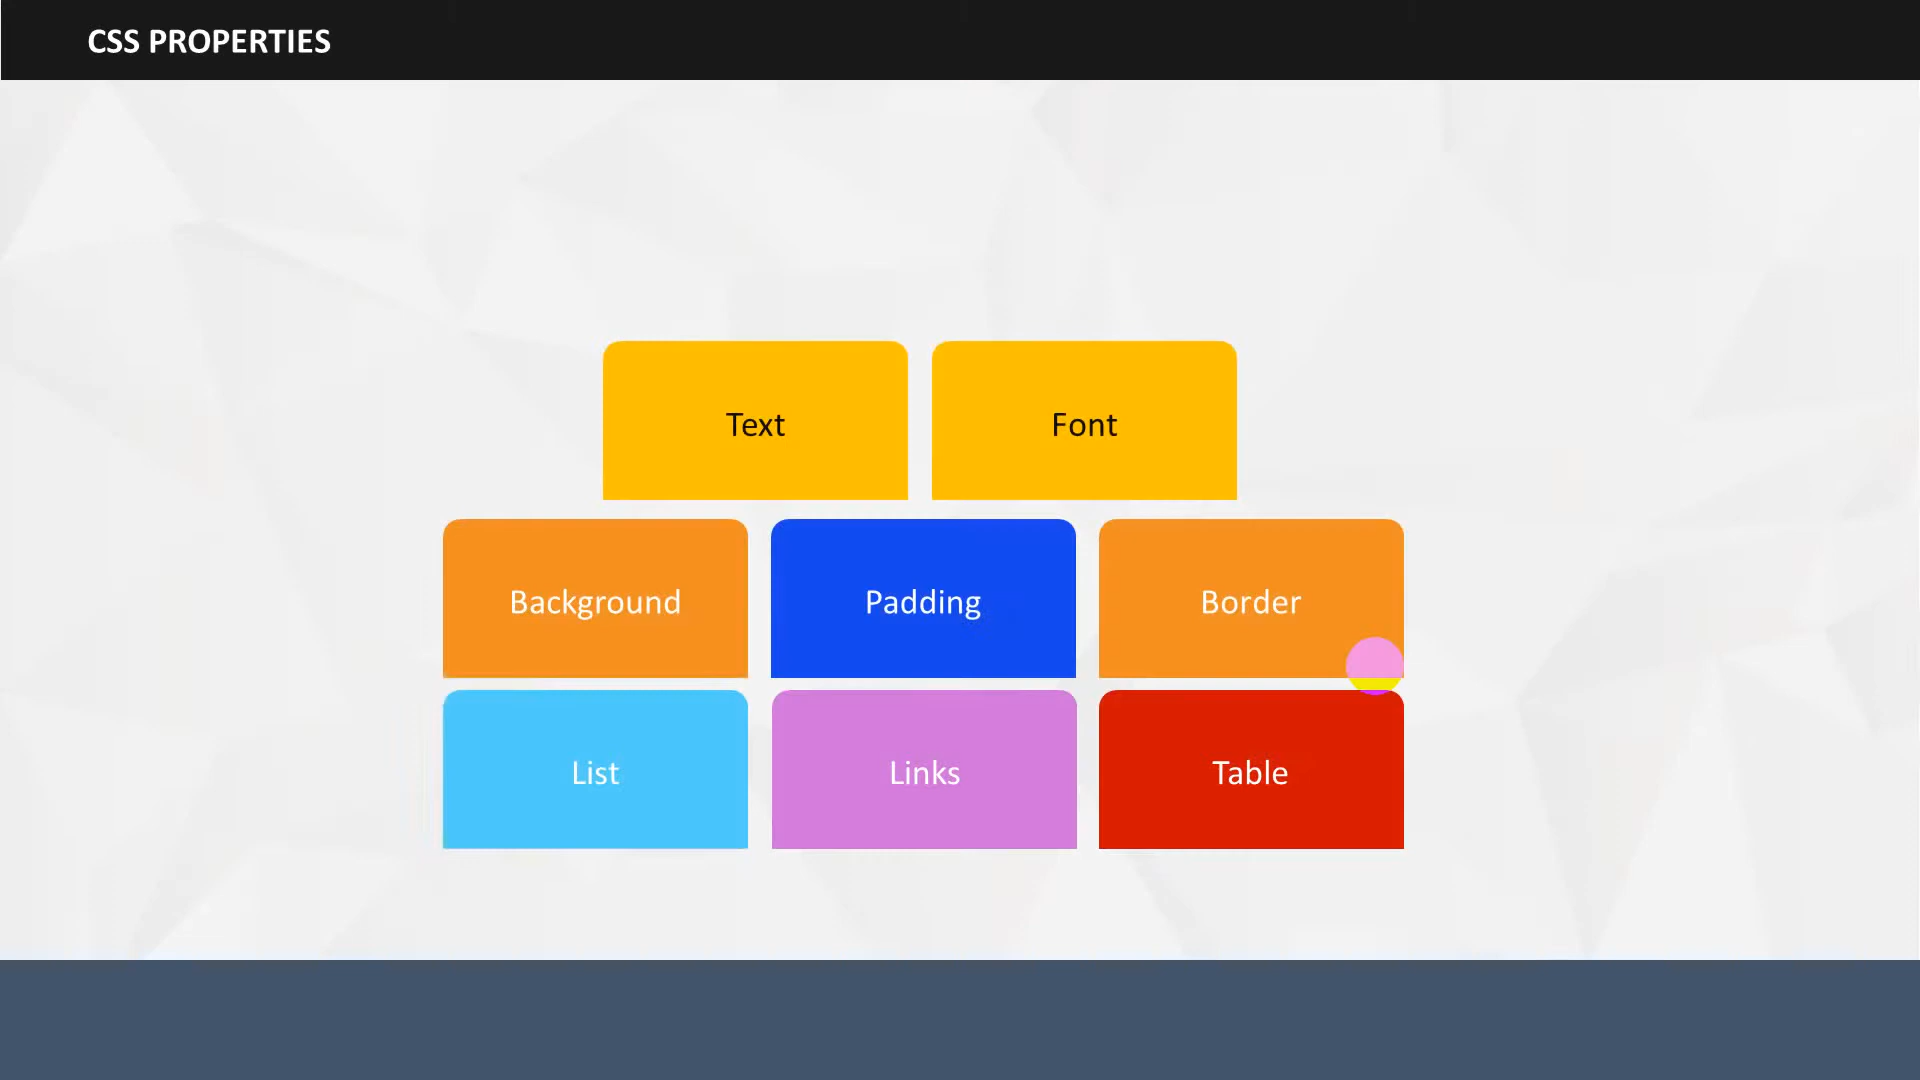 CSS PROPERTIES
Text
Font
Background
Padding
Border
List
Links
Table